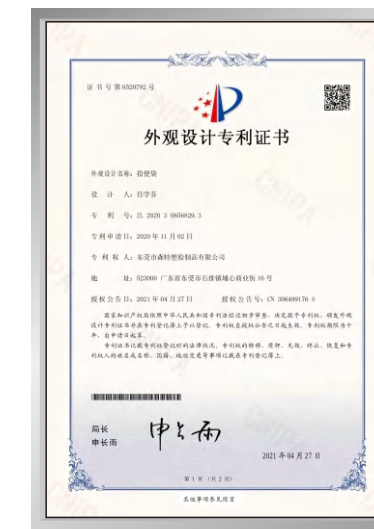 证书号第6520792号
外观设计专利证书
外观设计名称：拾便袋
设 计 人：任学芬
专 利 号：ZL 2020 3 0656829.3
专利申请日：2020年11月02日
专 利 权 人：东莞市森特塑胶制品有限公司
地 址：523000 广东省东莞市石排镇埔心商业街16号
授权公告日：2021年04月27日 授权公告号：CN 306499176 S
国家知识产权局依照中华人民共和国专利法经过初步审查，决定授予专利权，颁发外观
设计专利证书并在专利登记簿上予以登记。专利权自授权公告之日起生效。专利权期限为十
年，自申请日起算。
专利证书记载专利权登记时的法律状况。专利权的转移、质押、无效、终止、恢复和专
利权人的姓名或名称、国籍、地址变更等事项记载在专利登记簿上。
局长
申长雨
申长雨
2021年04月27日
第 1 页 (共 2 页)
其他事项参见续页